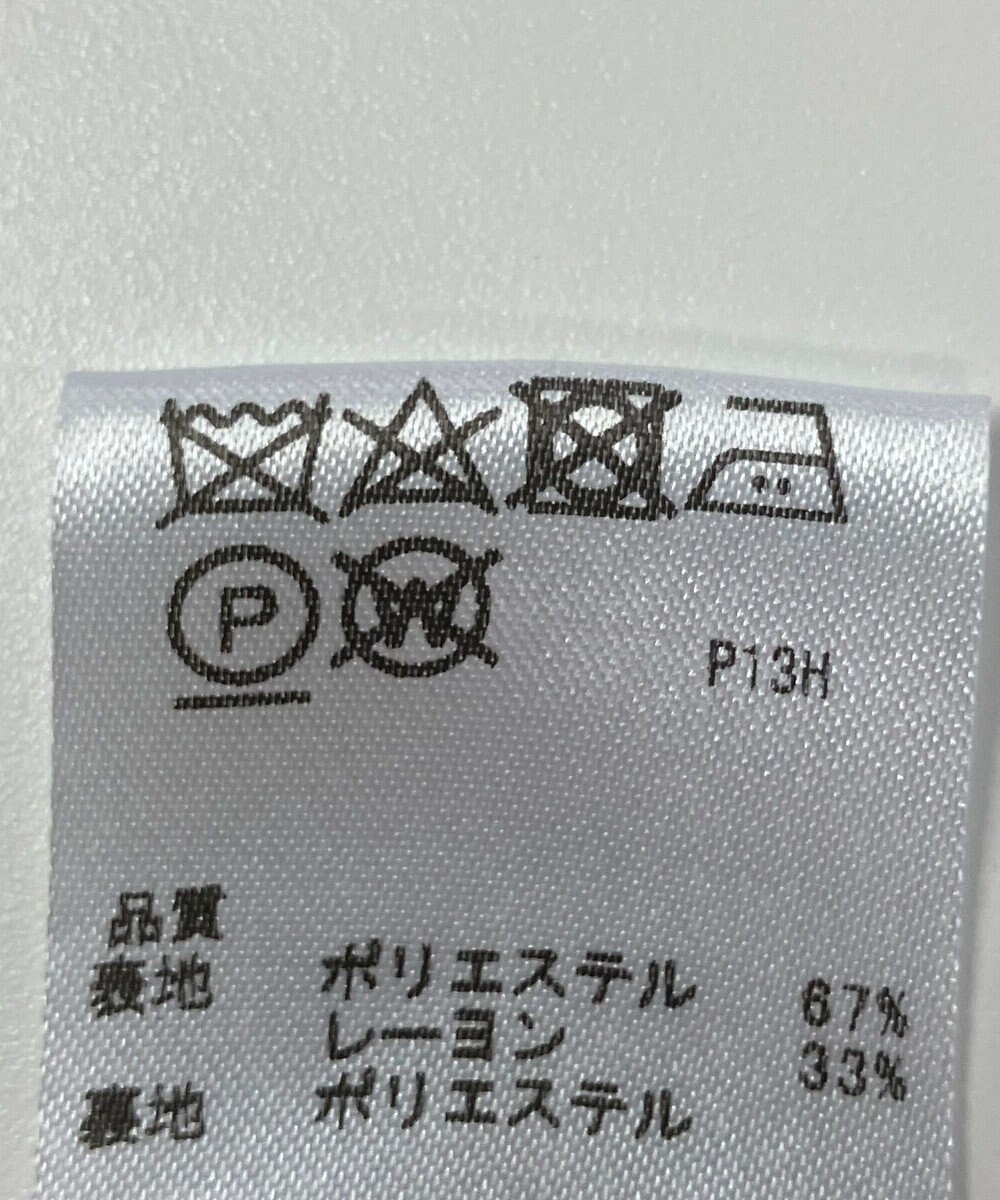 P
W
P13H
品質
表地 ポリエステル 67%
レーヨン 33%
裏地 ポリエステル